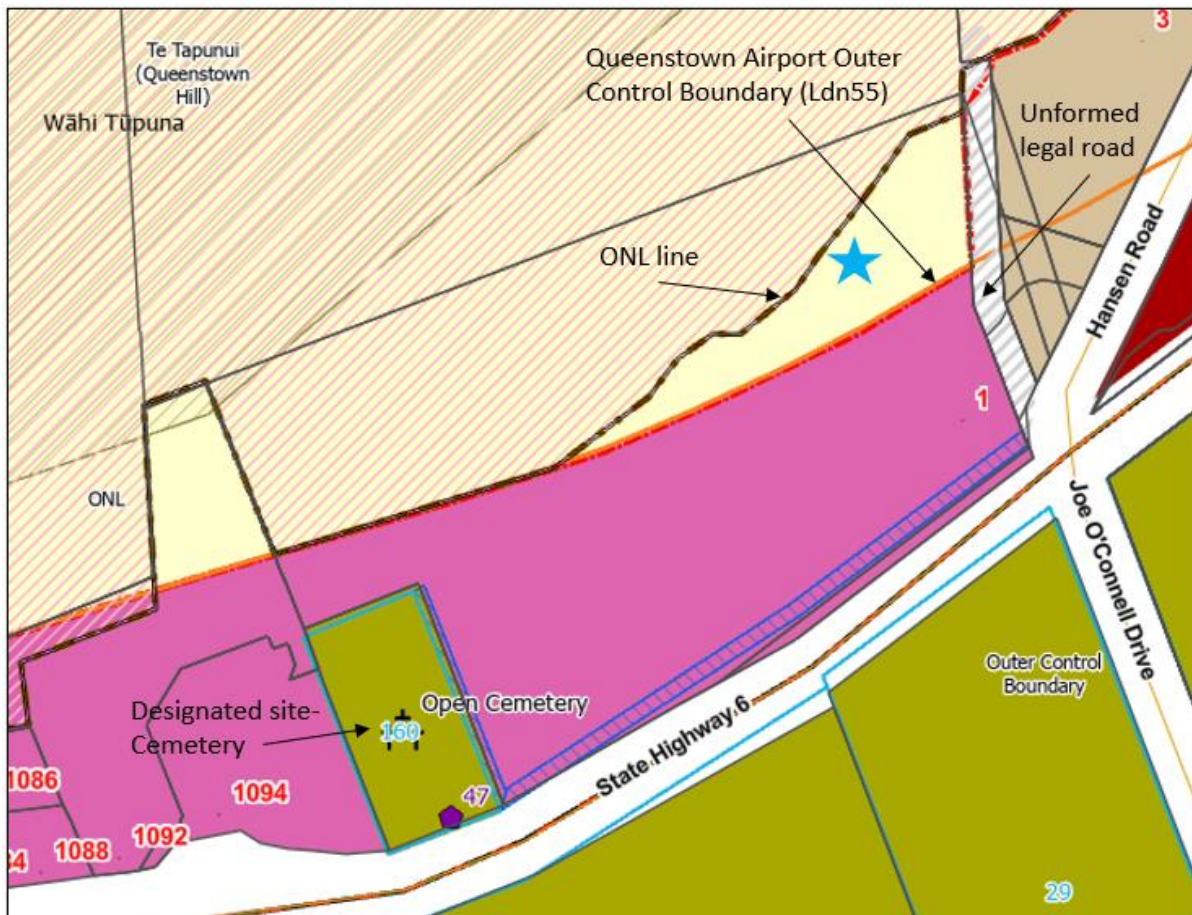 Te Tapunui
(Queenstown
Hill)
Wāhi Tūpuna
Queenstown Airport Outer
Control Boundary (Ldn55)
3
Unformed
legal road
ONL line
Hansen Road
1
ONL
Joe O'Connell Drive
Outer Control
Boundary
Designated site-
Cemetery
Open Cemetery
160
State Highway 6
47
1086
1094
1092
1088
29